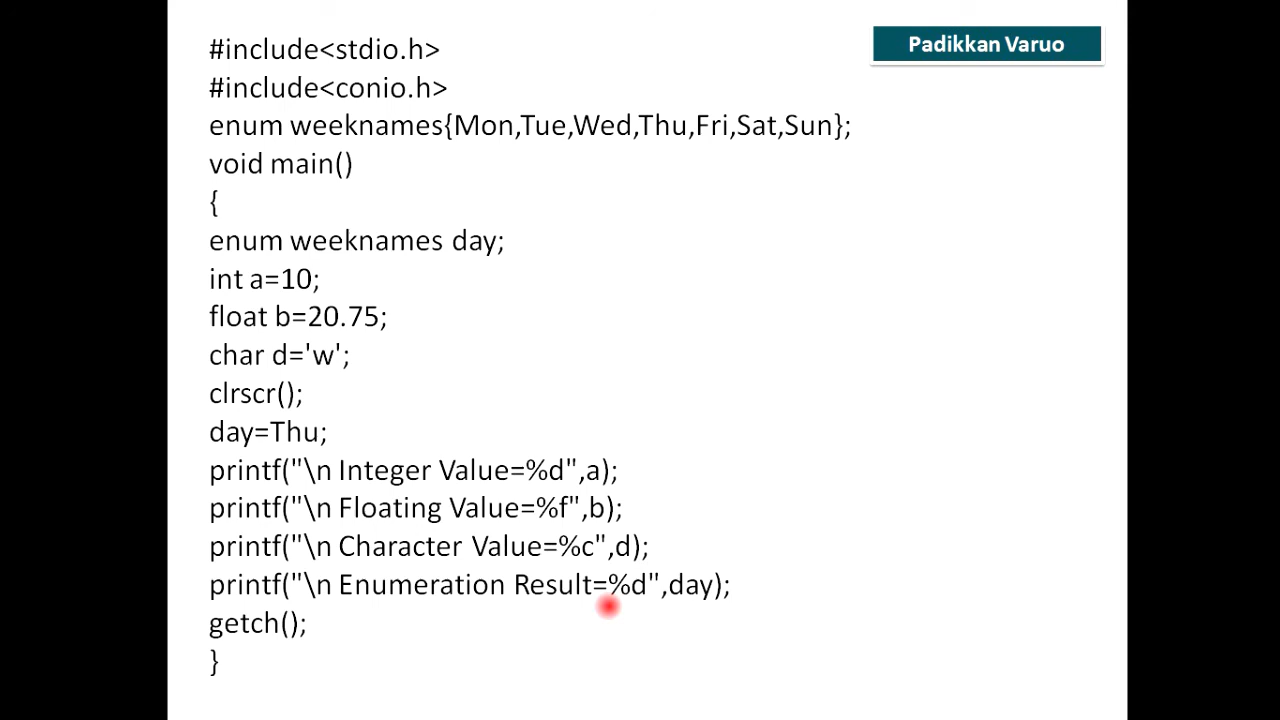 Padikkan Varuo
#include<stdio.h>
#include<conio.h>
enum weeknames{Mon,Tue,Wed,Thu,Fri,Sat,Sun};
void main()
{
enum weeknames day;
int a=10;
float b=20.75;
char d='w';
clrscr();
day=Thu;
printf("\n Integer Value=%d",a);
printf("\n Floating Value=%f",b);
printf("\n Character Value=%c",d);
printf("\n Enumeration Result=%d",day);
getch();
}